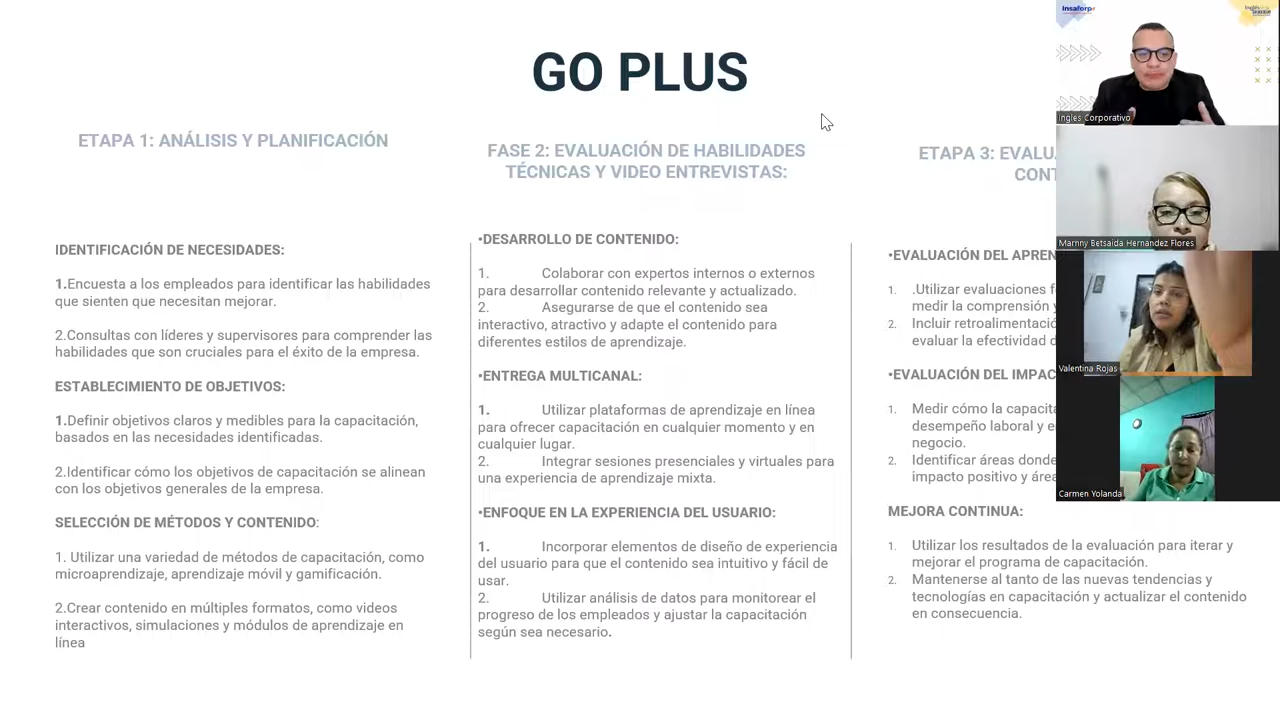 GO PLUS
ETAPA 1: ANÁLISIS Y PLANIFICACIÓN
IDENTIFICACIÓN DE NECESIDADES:
1.Encuesta a los empleados para identificar las habilidades
que sienten que necesitan mejorar.
2.Consultas con líderes y supervisores para comprender las
habilidades que son cruciales para el éxito de la empresa.
ESTABLECIMIENTO DE OBJETIVOS:
1.Definir objetivos claros y medibles para la capacitación,
basados en las necesidades identificadas.
2.Identificar cómo los objetivos de capacitación se alinean
con los objetivos generales de la empresa.
SELECCIÓN DE MÉTODOS Y CONTENIDO:
1. Utilizar una variedad de métodos de capacitación, como
microaprendizaje, aprendizaje móvil y gamificación.
2.Crear contenido en múltiples formatos, como videos
interactivos, simulaciones y módulos de aprendizaje en
línea
FASE 2: EVALUACIÓN DE HABILIDADES
TÉCNICAS Y VIDEO ENTREVISTAS:
•DESARROLLO DE CONTENIDO:
1. Colaborar con expertos internos o externos
para desarrollar contenido relevante y actualizado.
2. Asegurarse de que el contenido sea
interactivo, atractivo y adapte el contenido para
diferentes estilos de aprendizaje.
•ENTREGA MULTICANAL:
1. Utilizar plataformas de aprendizaje en línea
para ofrecer capacitación en cualquier momento y en
cualquier lugar.
2. Integrar sesiones presenciales y virtuales para
una experiencia de aprendizaje mixta.
•ENFOQUE EN LA EXPERIENCIA DEL USUARIO:
1. Incorporar elementos de diseño de experiencia
del usuario para que el contenido sea intuitivo y fácil de
usar.
2. Utilizar análisis de datos para monitorear el
progreso de los empleados y ajustar la capacitación
según sea necesario.
ETAPA 3: EVALU
CONT
•EVALUACIÓN DEL APREN
1. .Utilizar evaluaciones f
medir la comprensión y
2. Incluir retroalimentació
evaluar la efectividad d
•EVALUACIÓN DEL IMPAC
1. Medir cómo la capacita
desempeño laboral y e
negocio.
2. Identificar áreas donde
impacto positivo y área
MEJORA CONTINUA:
1. Utilizar los resultados de la evaluación para iterar y
mejorar el programa de capacitación.
2. Mantenerse al tanto de las nuevas tendencias y
tecnologías en capacitación y actualizar el contenido
en consecuencia.
Insaforp
Ingles Corporativo
Marnny Betsaida Hernández Flores
Valentina Rojas
Carmen Yolanda